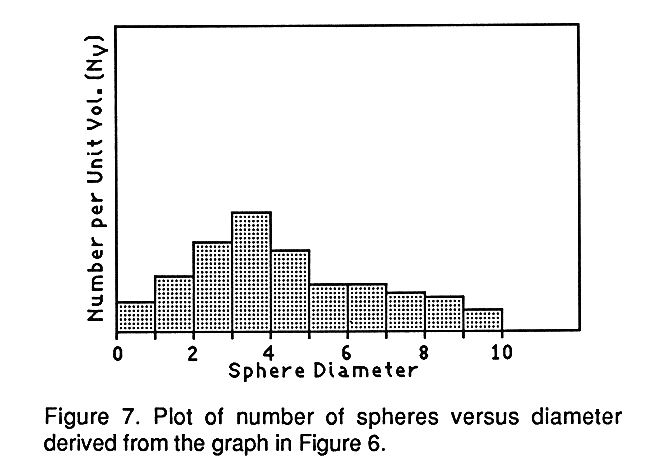 Number per Unit Vol. (Nv)
0 2 4 6 8 10
Sphere Diameter
Figure 7. Plot of number of spheres versus diameter
derived from the graph in Figure 6.